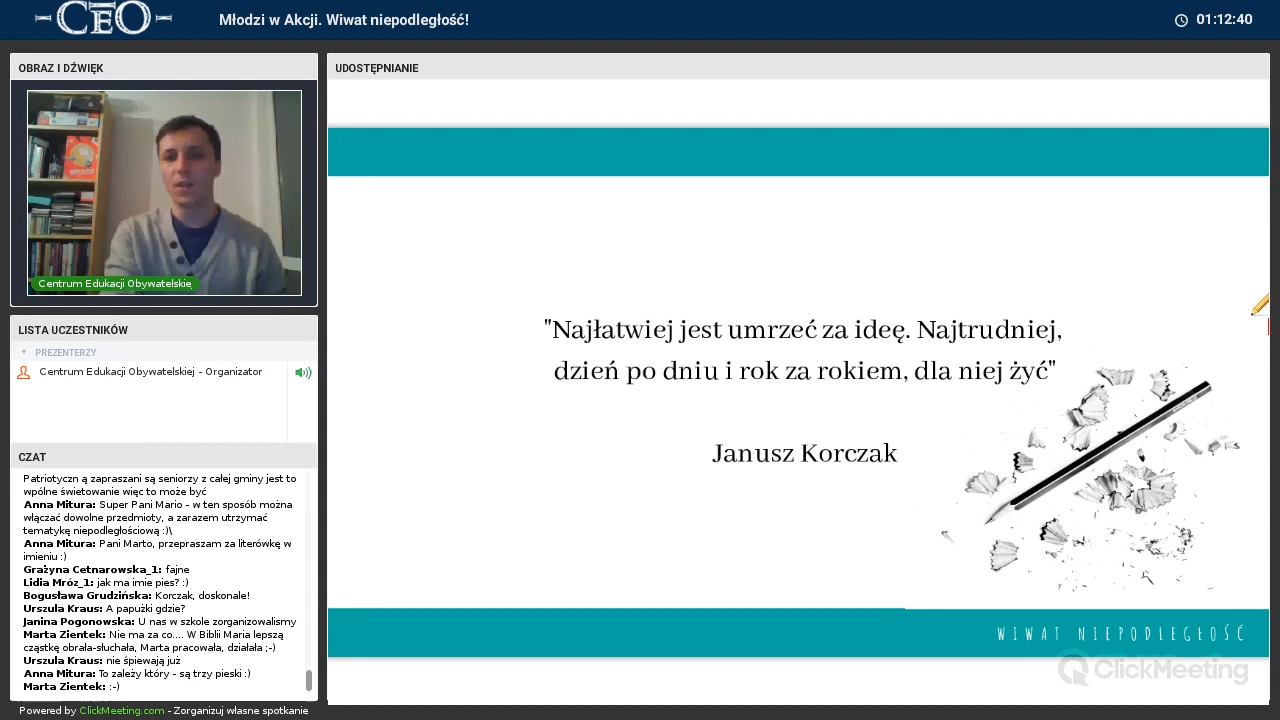 CEO
Młodzi w Akcji. Wiwat niepodległość!
01:12:40
OBRAZ I DŹWIĘK
Centrum Edukacji Obywatelskie
LISTA UCZESTNIKÓW
PREZENTERZY
Centrum Edukacji Obywatelskiej - Organizator
CZAT
Patriotyczn ą zapraszani są seniorzy z całej gminy jest to
wpólne świetowanie więc to może być
Anna Mitura: Super Pani Mario - w ten sposób można
włączać dowolne przedmioty, a zarazem utrzymać
tematykę niepodległościową :)\
Anna Mitura: Pani Marto, przepraszam za literówkę w
imieniu :)
Grażyna Cetnarowska_1: fajne
Lidia Mróz_1: jak ma imie pies? :)
Bogusława Grudzińska: Korczak, doskonale!
Urszula Kraus: A papużki gdzie?
Janina Pogonowska: U nas w szkole zorganizowalismy
Marta Zientek: Nie ma za co.... W Biblii Maria lepszą
cząstkę obrała-słuchała, Marta pracowała, działała ;-)
Urszula Kraus: nie śpiewają już
Anna Mitura: To zależy który - są trzy pieski :)
Marta Zientek: :-)
Powered by ClickMeeting.com - Zorganizuj własne spotkanie
UDOSTĘPNIANIE
"Najłatwiej jest umrzeć za ideę. Najtrudniej,
dzień po dniu i rok za rokiem, dla niej żyć"
Janusz Korczak
WIWAT NIEPODLEGŁOŚĆ
ClickMeeting